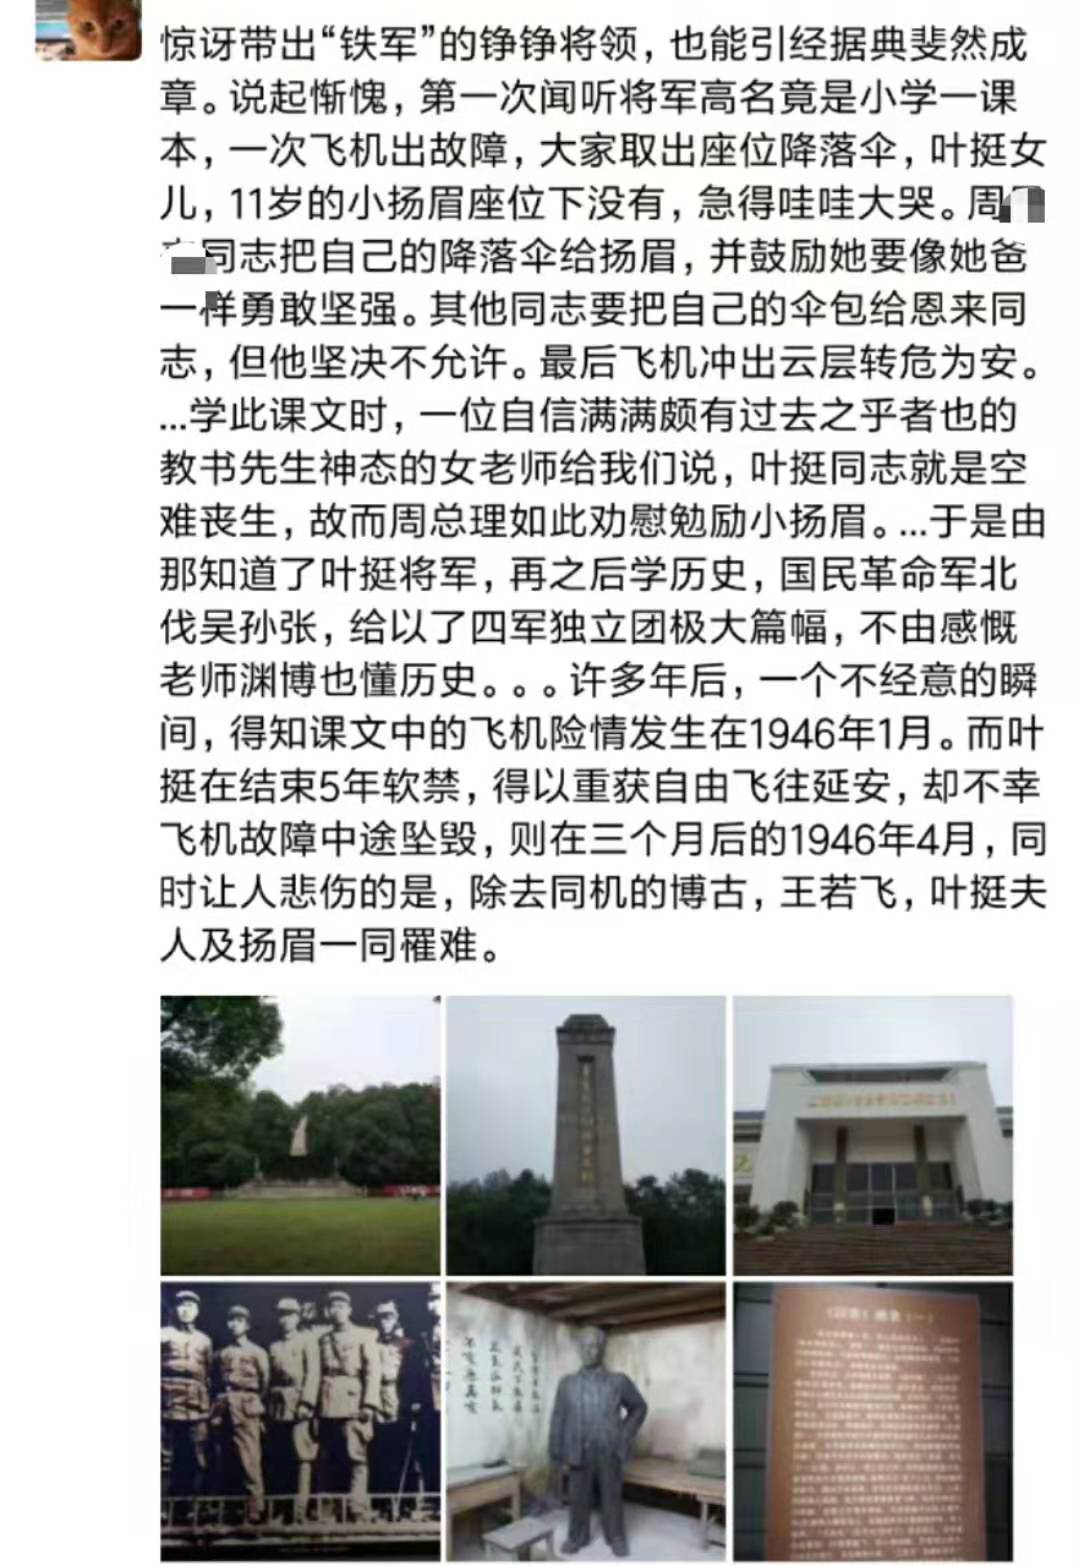 惊讶带出“铁军”的铮铮将领，也能引经据典斐然成
章。说起惭愧，第一次闻听将军高名竟是小学一课
本，一次飞机出故障，大家取出座位降落伞，叶挺女
儿，11岁的小扬眉座位下没有，急得哇哇大哭。周
同志把自己的降落伞给扬眉，并鼓励她要像她爸
一样勇敢坚强。其他同志要把自己的伞包给恩来同
志，但他坚决不允许。最后飞机冲出云层转危为安。
...学此课文时，一位自信满满颇有过去之乎者也的
教书先生神态的女老师给我们说，叶挺同志就是空
难丧生，故而周总理如此劝慰勉励小扬眉。...于是由
那知道了叶挺将军，再之后学历史，国民革命军北
伐吴孙张，给以了四军独立团极大篇幅，不由感慨
老师渊博也懂历史。。。许多年后，一个不经意的瞬
间，得知课文中的飞机险情发生在1946年1月。而叶
挺在结束5年软禁，得以重获自由飞往延安，却不幸
飞机故障中途坠毁，则在三个月后的1946年4月，同
时让人悲伤的是，除去同机的博古，王若飞，叶挺夫
人及扬眉一同罹难。